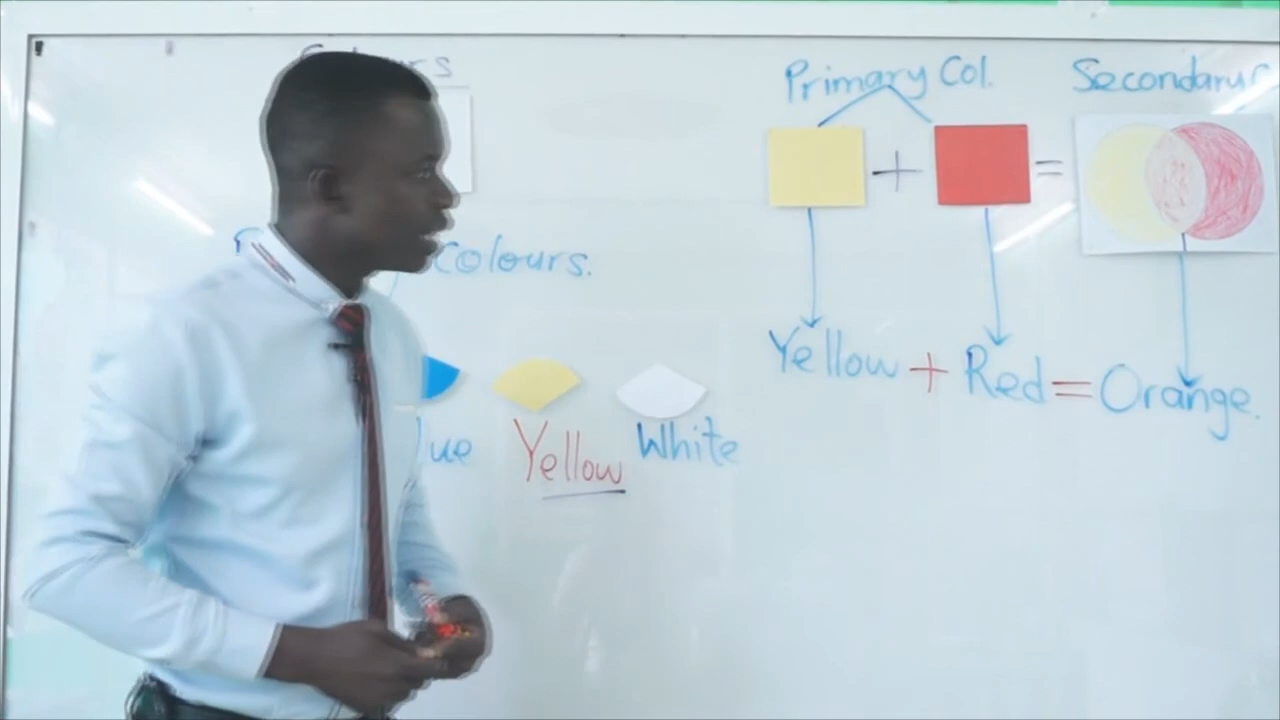 Primary Col.
Secondary
+ =
colours.
Yellow + Red = Orange.
Yellow
White